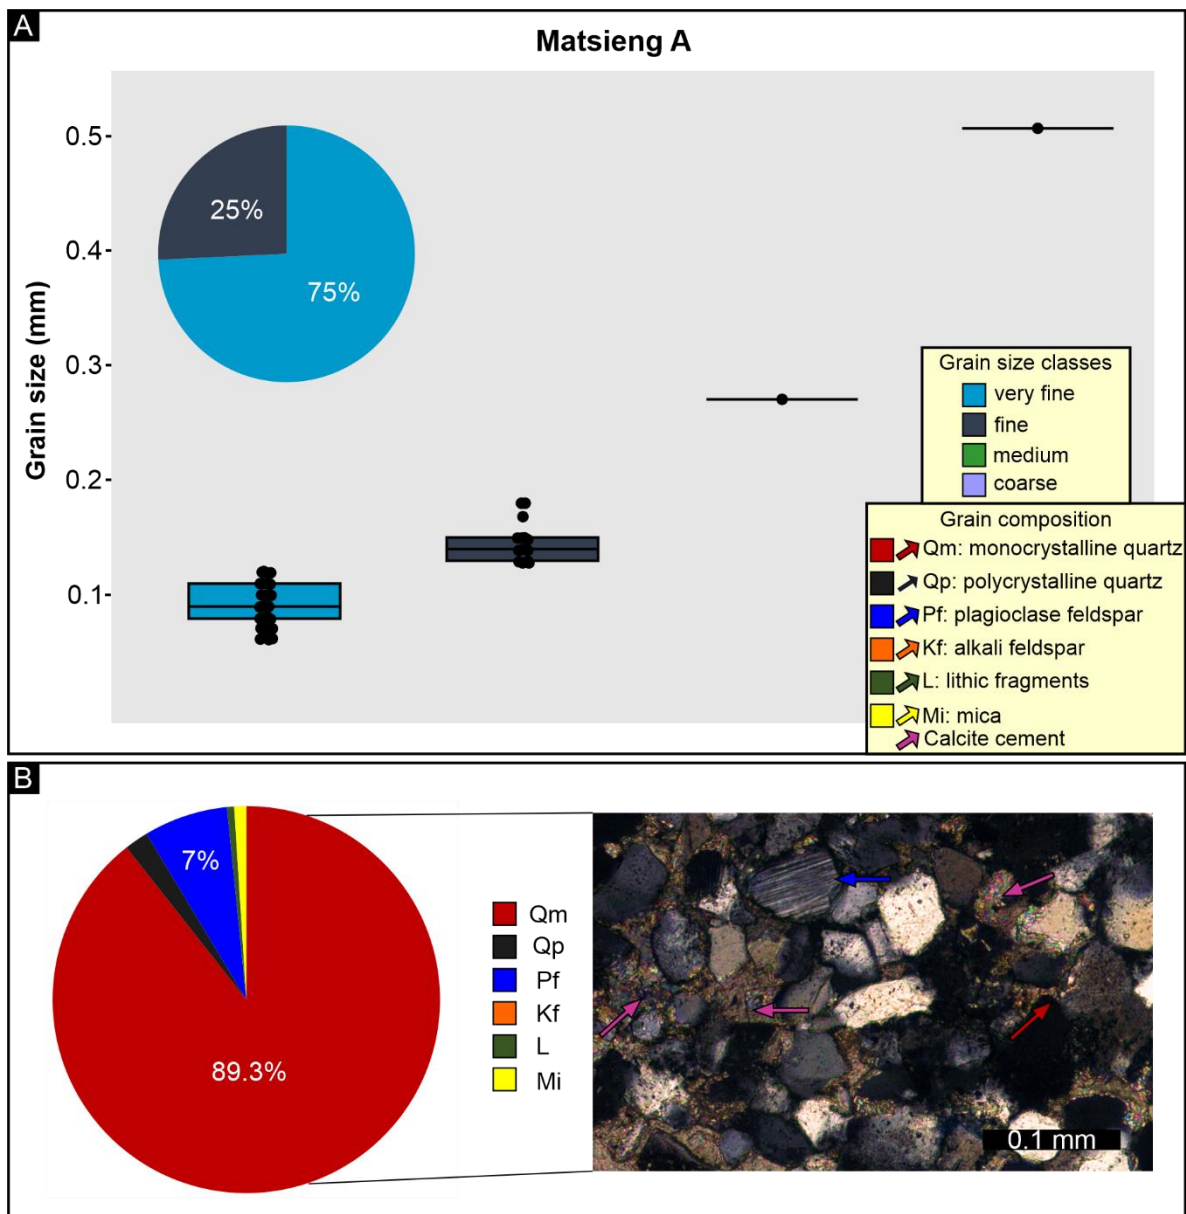 A
Matsieng A
Grain size (mm)
0.5
0.4
0.3
0.2
0.1
25%
75%
Grain size classes
very fine
fine
medium
coarse
Grain composition
Qm: monocrystalline quartz
Qp: polycrystalline quartz
Pf: plagioclase feldspar
Kf: alkali feldspar
L: lithic fragments
Mi: mica
Calcite cement
B
7%
89.3%
Qm
Qp
Pf
Kf
L
Mi
0.1 mm